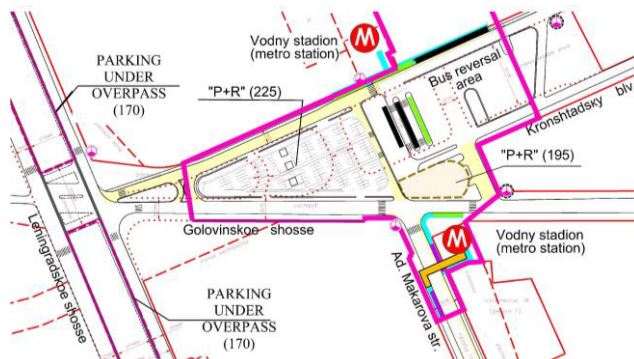 Vodny stadion
(metro station)
M
PARKING
UNDER
OVERPASS
(170)
"P+R" (225)
Bus reversal
area
Kronshtadsky blv
"P+R" (195)
Leningradskoe shosse
Golovinskoe shosse
M
Vodny stadion
(metro station)
Ad. Makarova str.
PARKING
UNDER
OVERPASS
(170)